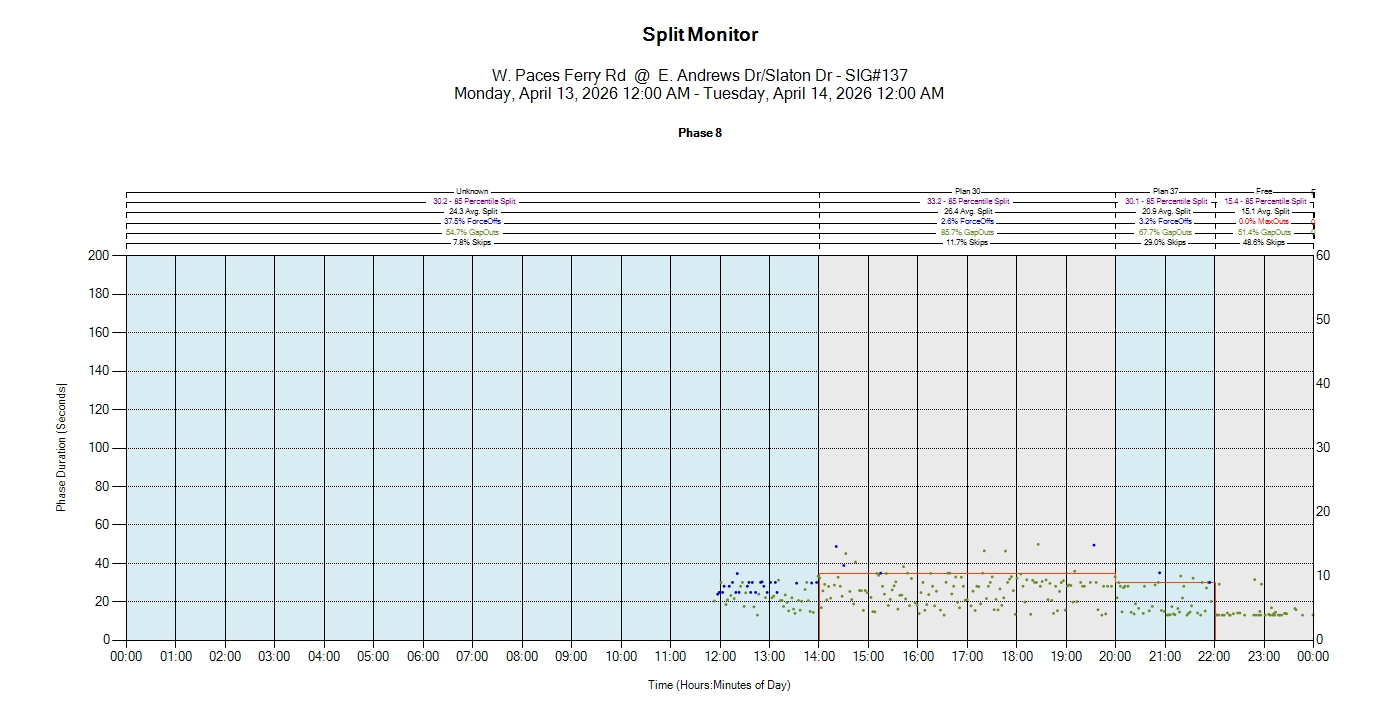 Split Monitor
W. Paces Ferry Rd @ E. Andrews Dr/Slaton Dr - SIG#137
Monday, April 13, 2026 12:00 AM - Tuesday, April 14, 2026 12:00 AM
Phase 8
Unknown Plan 30 Plan 37 Free
30.2 - 85 Percentile Split 33.2 - 85 Percentile Split 30.1 - 85 Percentile Split 15.4 - 85 Percentile Split
24.3 Avg. Split 26.4 Avg. Split 20.9 Avg. Split 15.1 Avg. Split
37.5% ForceOffs 2.6% ForceOffs 3.2% ForceOffs 0.0% MaxOuts
54.7% GapOuts 85.7% GapOuts 67.7% GapOuts 51.4% GapOuts
7.8% Skips 11.7% Skips 29.0% Skips 48.6% Skips
200 60
180
50
160
140
40
120
100 30
80
20
60
40
10
20
0 0
Phase Duration (Seconds)
00:00 01:00 02:00 03:00 04:00 05:00 06:00 07:00 08:00 09:00 10:00 11:00 12:00 13:00 14:00 15:00 16:00 17:00 18:00 19:00 20:00 21:00 22:00 23:00 00:00
Time (Hours:Minutes of Day)